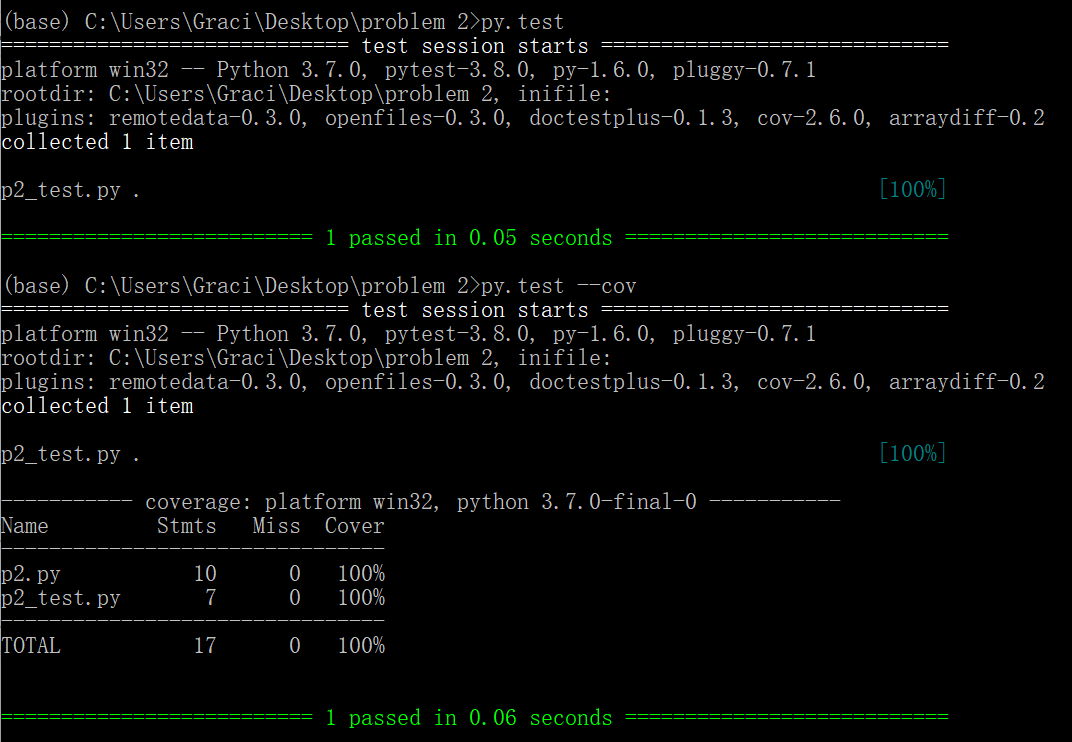 (base) C:\Users\Graci\Desktop\problem 2>py.test
============================= test session starts =============================
platform win32 -- Python 3.7.0, pytest-3.8.0, py-1.6.0, pluggy-0.7.1
rootdir: C:\Users\Graci\Desktop\problem 2, inifile:
plugins: remotedata-0.3.0, openfiles-0.3.0, doctestplus-0.1.3, cov-2.6.0, arraydiff-0.2
collected 1 item
p2_test.py . [100%]
========================== 1 passed in 0.05 seconds ===========================
(base) C:\Users\Graci\Desktop\problem 2>py.test --cov
============================= test session starts =============================
platform win32 -- Python 3.7.0, pytest-3.8.0, py-1.6.0, pluggy-0.7.1
rootdir: C:\Users\Graci\Desktop\problem 2, inifile:
plugins: remotedata-0.3.0, openfiles-0.3.0, doctestplus-0.1.3, cov-2.6.0, arraydiff-0.2
collected 1 item
p2_test.py . [100%]
----------- coverage: platform win32, python 3.7.0-final-0 -----------
Name         Stmts   Miss  Cover
--------------------------------
p2.py           10      0   100%
p2_test.py       7      0   100%
--------------------------------
TOTAL           17      0   100%
========================== 1 passed in 0.06 seconds ===========================